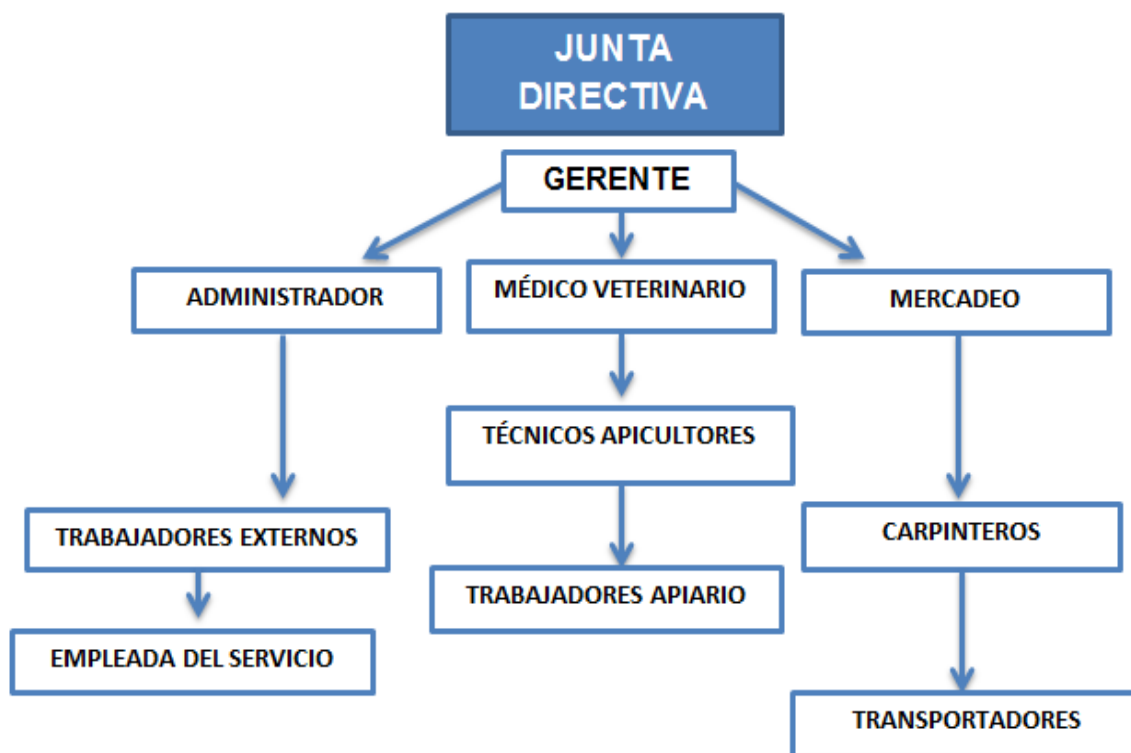 JUNTA
DIRECTIVA
GERENTE
ADMINISTRADOR
MÉDICO VETERINARIO
MERCADEO
TÉCNICOS APICULTORES
TRABAJADORES EXTERNOS
CARPINTEROS
TRABAJADORES APIARIO
EMPLEADA DEL SERVICIO
TRANSPORTADORES